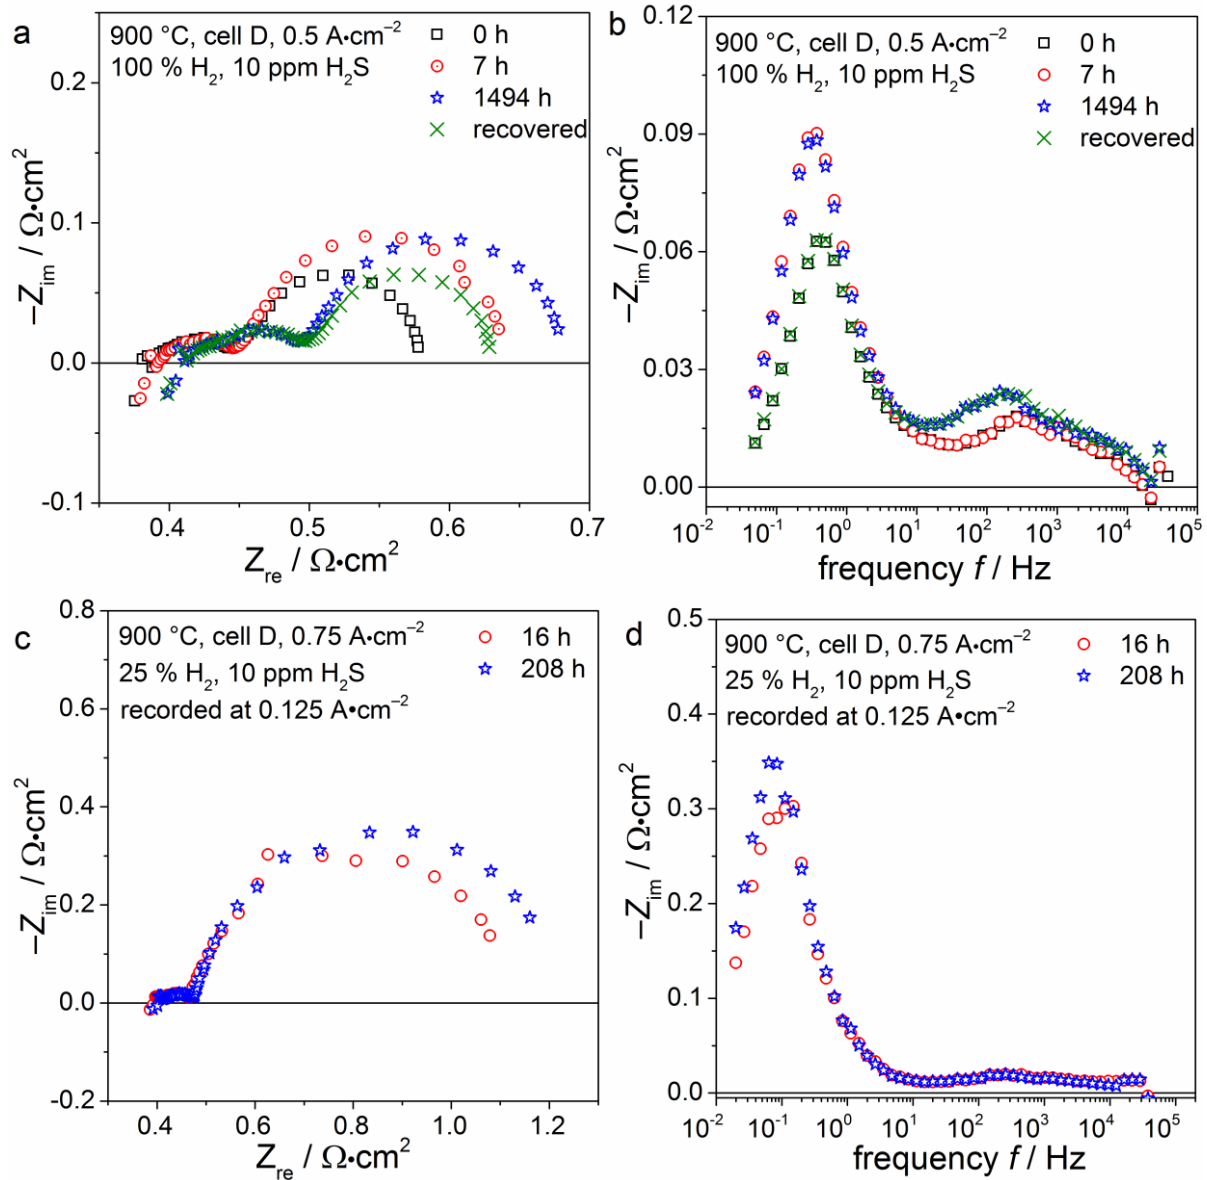 a
900 °C, cell D, 0.5 A•cm⁻²
100 % H₂, 10 ppm H₂S
0 h
7 h
1494 h
recovered
0.2
0.1
0.0
-0.1
−Z_im / Ω•cm²
0.4 0.5 0.6 0.7
Z_re / Ω•cm²
b
900 °C, cell D, 0.5 A•cm⁻²
100 % H₂, 10 ppm H₂S
0 h
7 h
1494 h
recovered
0.12
0.09
0.06
0.03
0.00
−Z_im / Ω•cm²
10⁻² 10⁻¹ 10⁰ 10¹ 10² 10³ 10⁴ 10⁵
frequency f / Hz
c
900 °C, cell D, 0.75 A•cm⁻²
25 % H₂, 10 ppm H₂S
recorded at 0.125 A•cm⁻²
16 h
208 h
0.8
0.6
0.4
0.2
0.0
-0.2
−Z_im / Ω•cm²
0.4 0.6 0.8 1.0 1.2
Z_re / Ω•cm²
d
900 °C, cell D, 0.75 A•cm⁻²
25 % H₂, 10 ppm H₂S
recorded at 0.125 A•cm⁻²
16 h
208 h
0.5
0.4
0.3
0.2
0.1
0.0
−Z_im / Ω•cm²
10⁻² 10⁻¹ 10⁰ 10¹ 10² 10³ 10⁴ 10⁵
frequency f / Hz